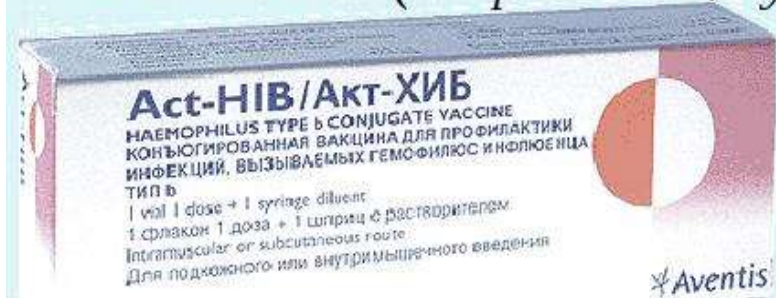 Act-HIB/Акт-ХИБ
HAEMOPHILUS TYPE b CONJUGATE VACCINE
КОНЪЮГИРОВАННАЯ ВАКЦИНА ДЛЯ ПРОФИЛАКТИКИ
ИНФЕКЦИЙ, ВЫЗЫВАЕМЫХ ГЕМОФИЛЮС ИНФЛЮЕНЦА
ТИП b
1 vial 1 dose + 1 syringe diluent
1 флакон 1 доза + 1 шприц с растворителем
Intramuscular or subcutaneous route
Для подкожного или внутримышечного введения
Aventis